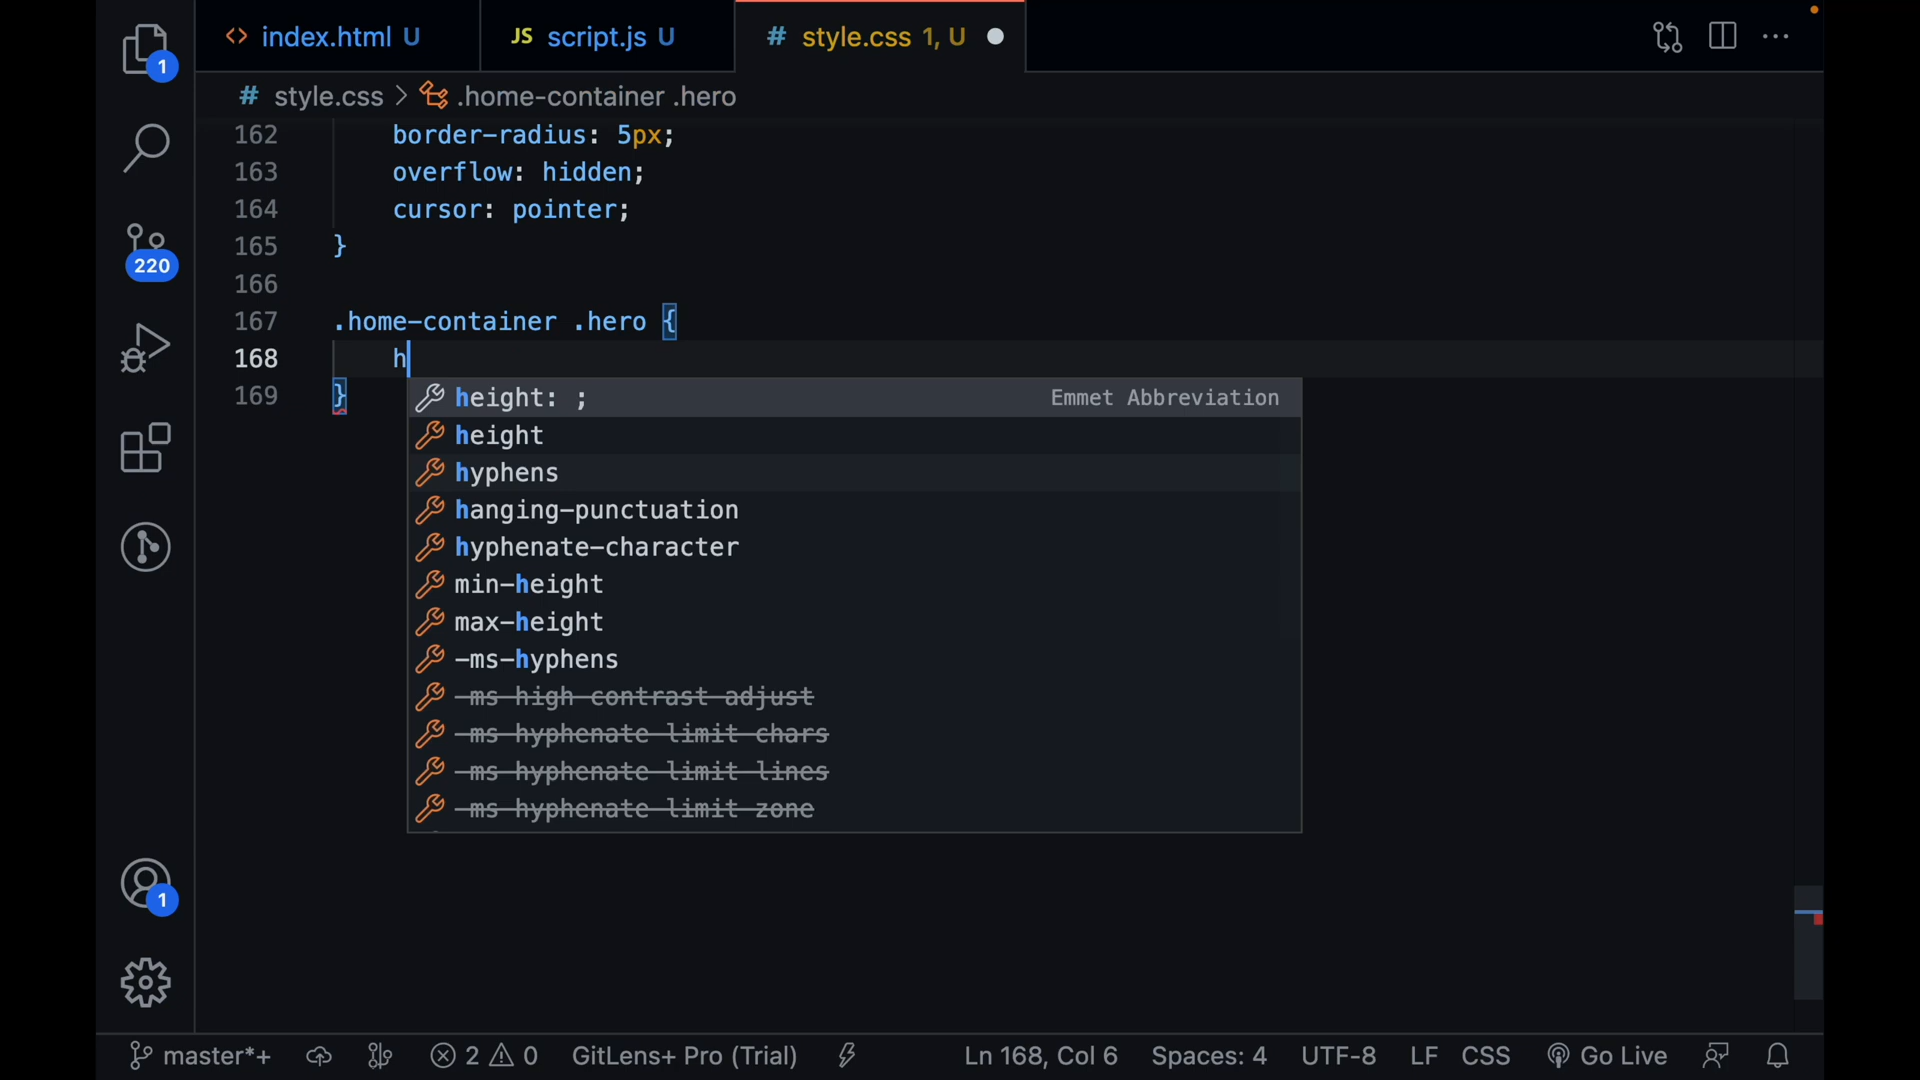 1
index.html U
JS script.js U
# style.css 1, U
# style.css > .home-container .hero
162 border-radius: 5px;
163 overflow: hidden;
164 cursor: pointer;
165 }
166
167 .home-container .hero {
168 h
169 }
height: ; Emmet Abbreviation
height
hyphens
hanging-punctuation
hyphenate-character
min-height
max-height
-ms-hyphens
-ms-high-contrast-adjust
-ms-hyphenate-limit-chars
-ms-hyphenate-limit-lines
-ms-hyphenate-limit-zone
220
1
master*+ 2 0 GitLens+ Pro (Trial) Ln 168, Col 6 Spaces: 4 UTF-8 LF CSS Go Live